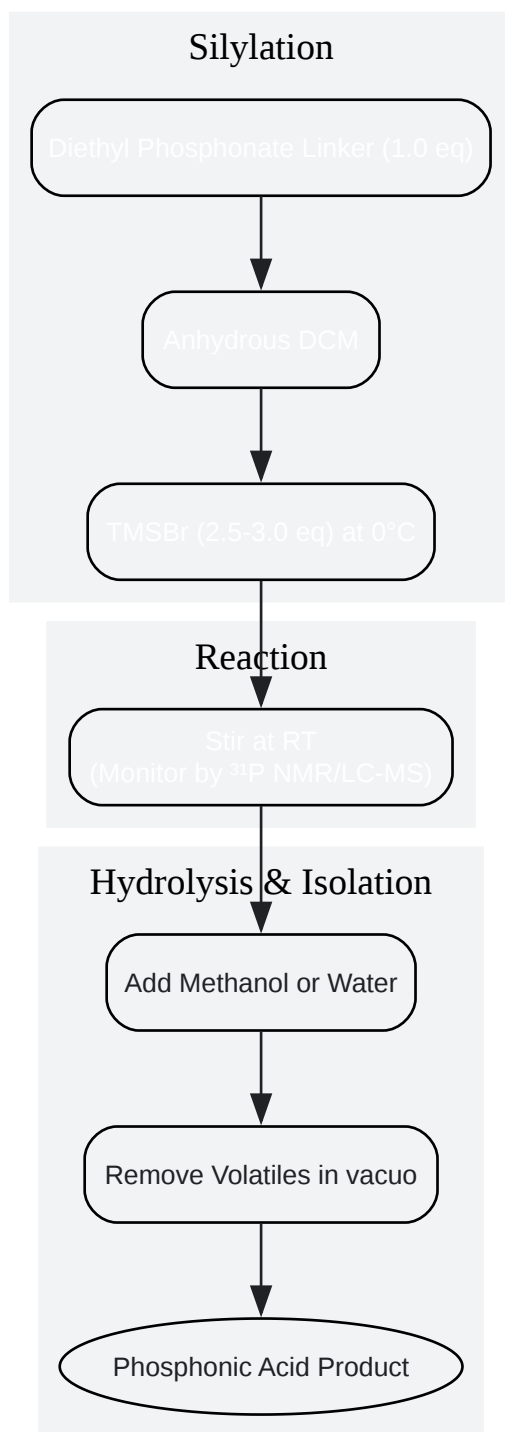 Silylation
Diethyl Phosphonate Linker (1.0 eq)
Anhydrous DCM
TMSBr (2.5-3.0 eq) at 0°C
Reaction
Stir at RT
(Monitor by ³¹P NMR/LC-MS)
Hydrolysis & Isolation
Add Methanol or Water
Remove Volatiles in vacuo
Phosphonic Acid Product